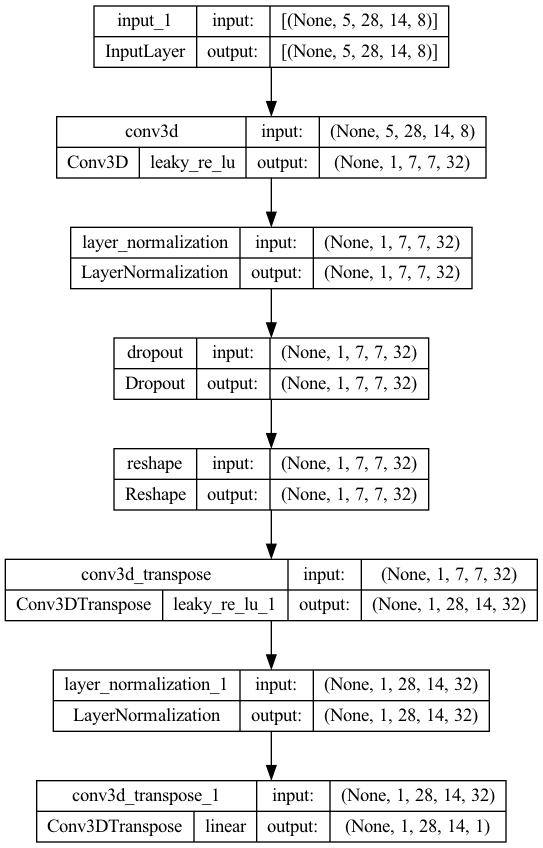 input_1 input: [(None, 5, 28, 14, 8)]
InputLayer output: [(None, 5, 28, 14, 8)]
conv3d input: (None, 5, 28, 14, 8)
Conv3D leaky_re_lu output: (None, 1, 7, 7, 32)
layer_normalization input: (None, 1, 7, 7, 32)
LayerNormalization output: (None, 1, 7, 7, 32)
dropout input: (None, 1, 7, 7, 32)
Dropout output: (None, 1, 7, 7, 32)
reshape input: (None, 1, 7, 7, 32)
Reshape output: (None, 1, 7, 7, 32)
conv3d_transpose input: (None, 1, 7, 7, 32)
Conv3DTranspose leaky_re_lu_1 output: (None, 1, 28, 14, 32)
layer_normalization_1 input: (None, 1, 28, 14, 32)
LayerNormalization output: (None, 1, 28, 14, 32)
conv3d_transpose_1 input: (None, 1, 28, 14, 32)
Conv3DTranspose linear output: (None, 1, 28, 14, 1)